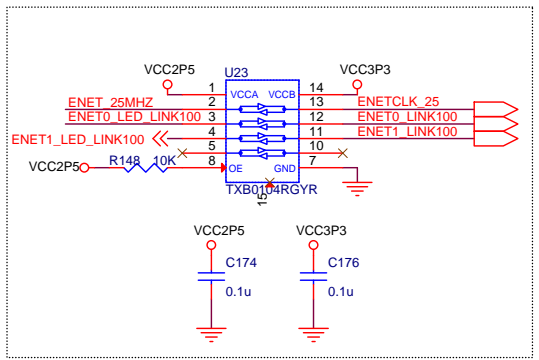 U23
VCC2P5
VCC3P3
1
VCCA
VCCB
14
ENET_25MHZ
2
13
ENETCLK_25
ENET0_LED_LINK100
3
12
ENET0_LINK100
ENET1_LED_LINK100
4
11
ENET1_LINK100
5
10
VCC2P5
R148
10K
8
OE
GND
7
TXB0104RGYR
15
VCC2P5
VCC3P3
C174
C176
0.1u
0.1u